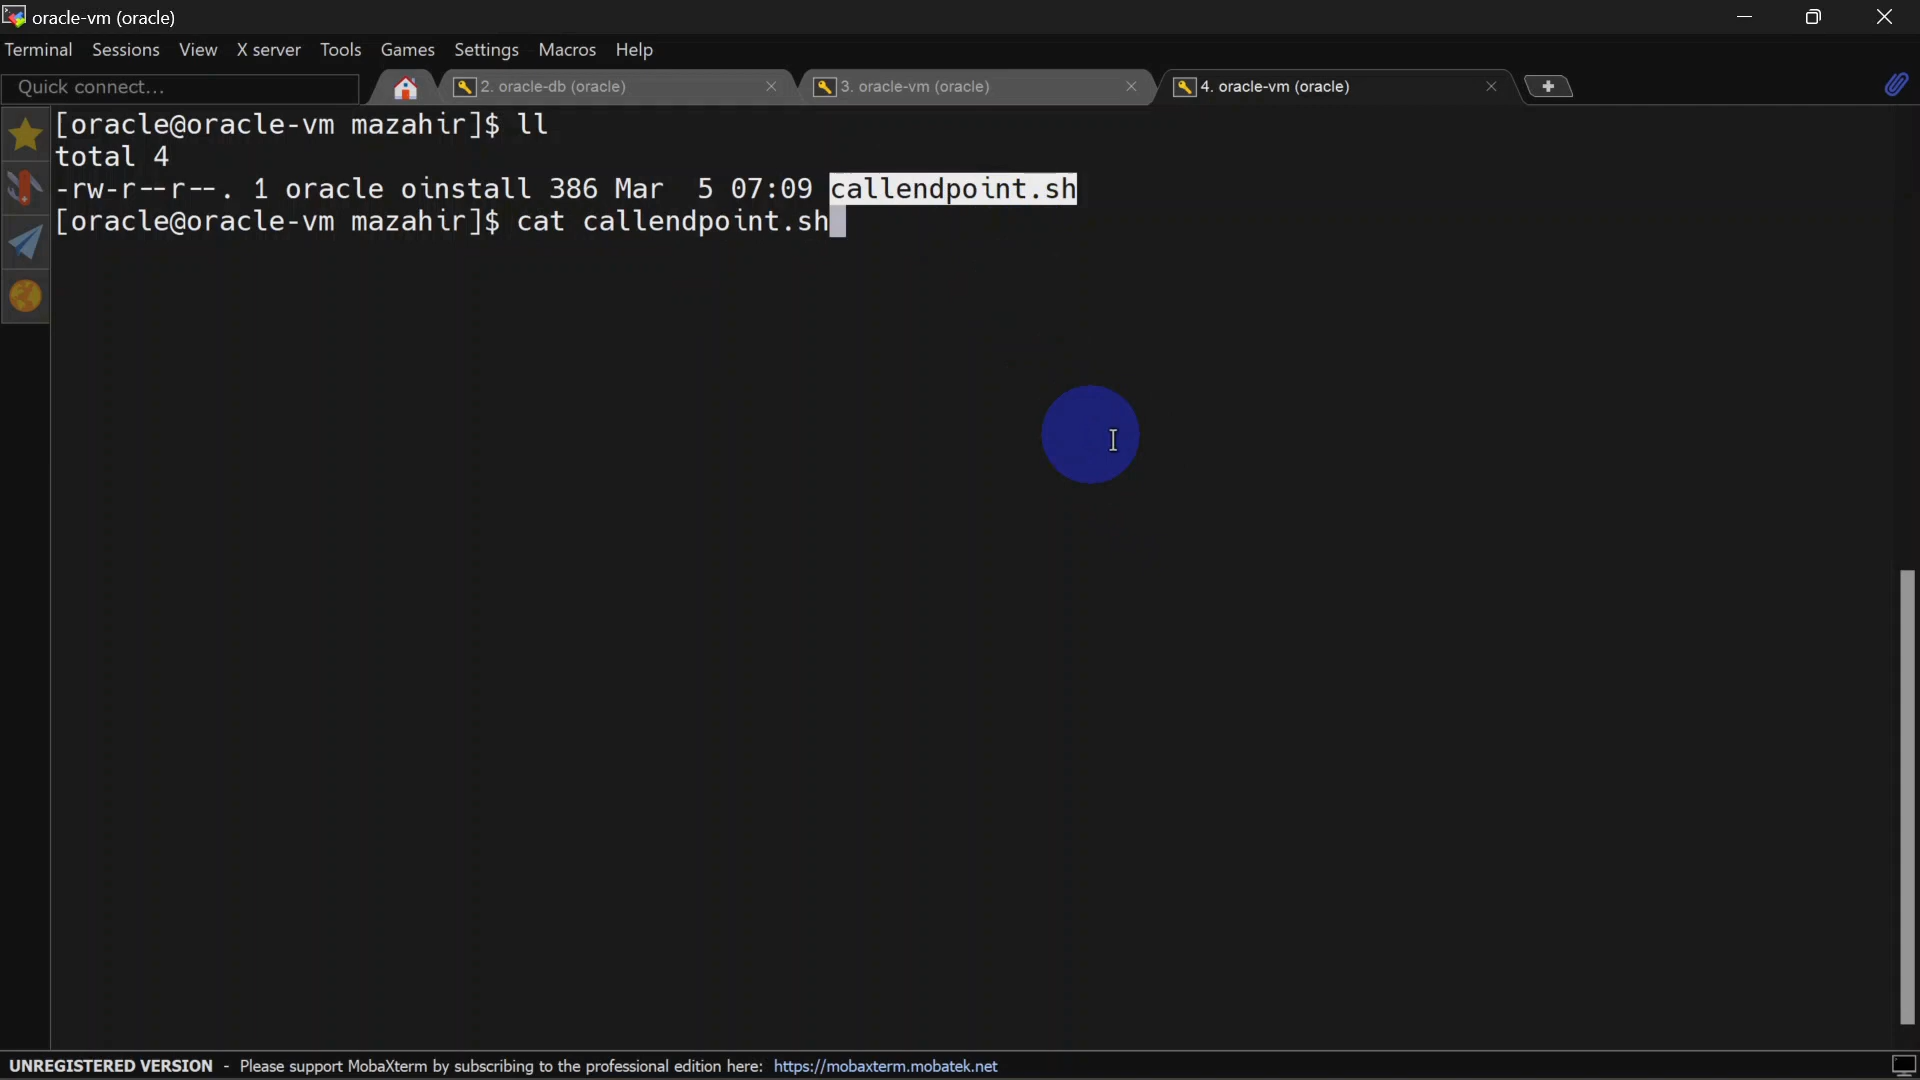 oracle-vm (oracle)
Terminal Sessions View X server Tools Games Settings Macros Help
Quick connect... 2. oracle-db (oracle) 3. oracle-vm (oracle) 4. oracle-vm (oracle)
[oracle@oracle-vm mazahir]$ ll
total 4
-rw-r--r--. 1 oracle oinstall 386 Mar  5 07:09 callendpoint.sh
[oracle@oracle-vm mazahir]$ cat callendpoint.sh
UNREGISTERED VERSION - Please support MobaXterm by subscribing to the professional edition here: https://mobaxterm.mobatek.net